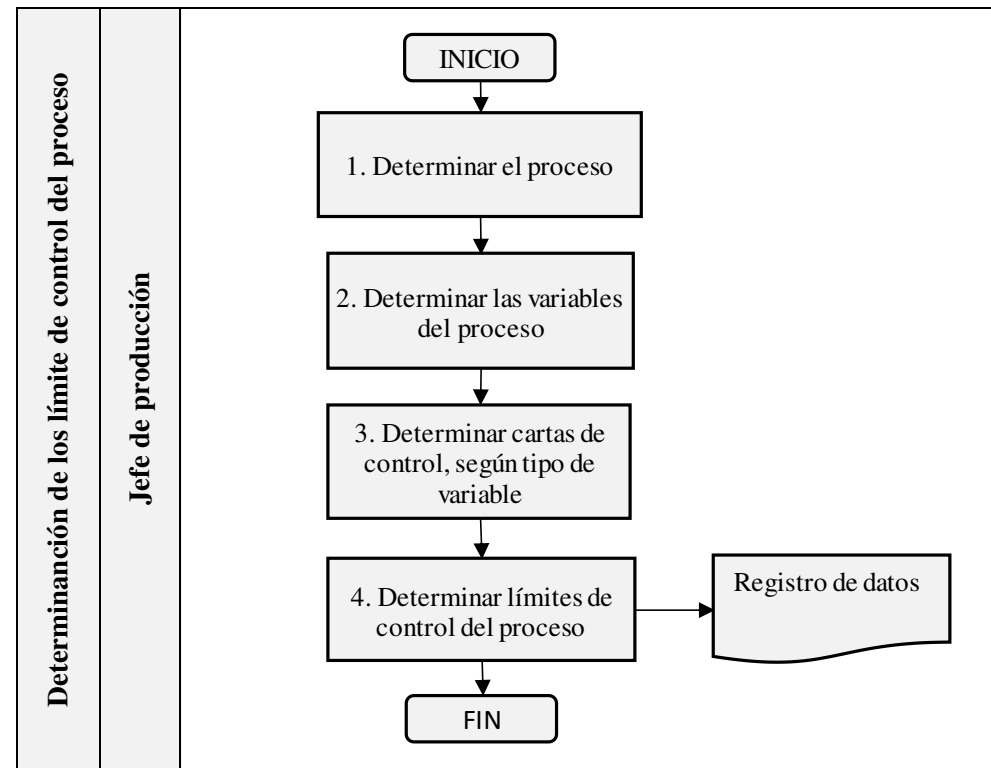 Determinanción de los límite de control del proceso
Jefe de producción
INICIO
1. Determinar el proceso
2. Determinar las variables
del proceso
3. Determinar cartas de
control, según tipo de
variable
4. Determinar límites de
control del proceso
Registro de datos
FIN